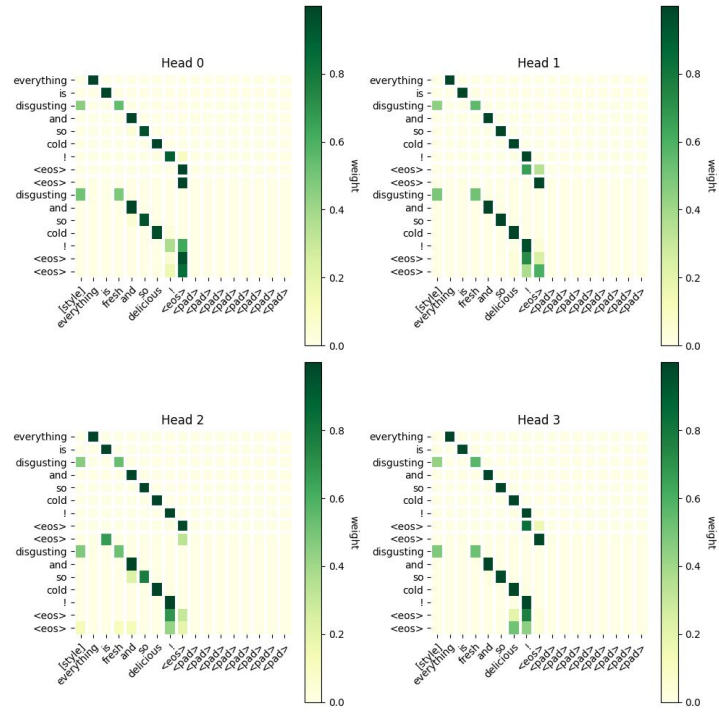 Head 0
everything
is
disgusting
and
so
cold
!
<eos>
<eos>
disgusting
and
so
cold
!
<eos>
<eos>
[style]
everything
is
fresh
and
so
delicious
!
<eos>
<pad>
<pad>
<pad>
<pad>
<pad>
<pad>
<pad>
<pad>
0.8
0.6
0.4
0.2
0.0
weight
Head 1
everything
is
disgusting
and
so
cold
!
<eos>
<eos>
disgusting
and
so
cold
!
<eos>
<eos>
[style]
everything
is
fresh
and
so
delicious
!
<eos>
<pad>
<pad>
<pad>
<pad>
<pad>
<pad>
<pad>
<pad>
0.8
0.6
0.4
0.2
0.0
weight
Head 2
everything
is
disgusting
and
so
cold
!
<eos>
<eos>
disgusting
and
so
cold
!
<eos>
<eos>
[style]
everything
is
fresh
and
so
delicious
!
<eos>
<pad>
<pad>
<pad>
<pad>
<pad>
<pad>
<pad>
<pad>
0.8
0.6
0.4
0.2
0.0
weight
Head 3
everything
is
disgusting
and
so
cold
!
<eos>
<eos>
disgusting
and
so
cold
!
<eos>
<eos>
[style]
everything
is
fresh
and
so
delicious
!
<eos>
<pad>
<pad>
<pad>
<pad>
<pad>
<pad>
<pad>
<pad>
0.8
0.6
0.4
0.2
0.0
weight